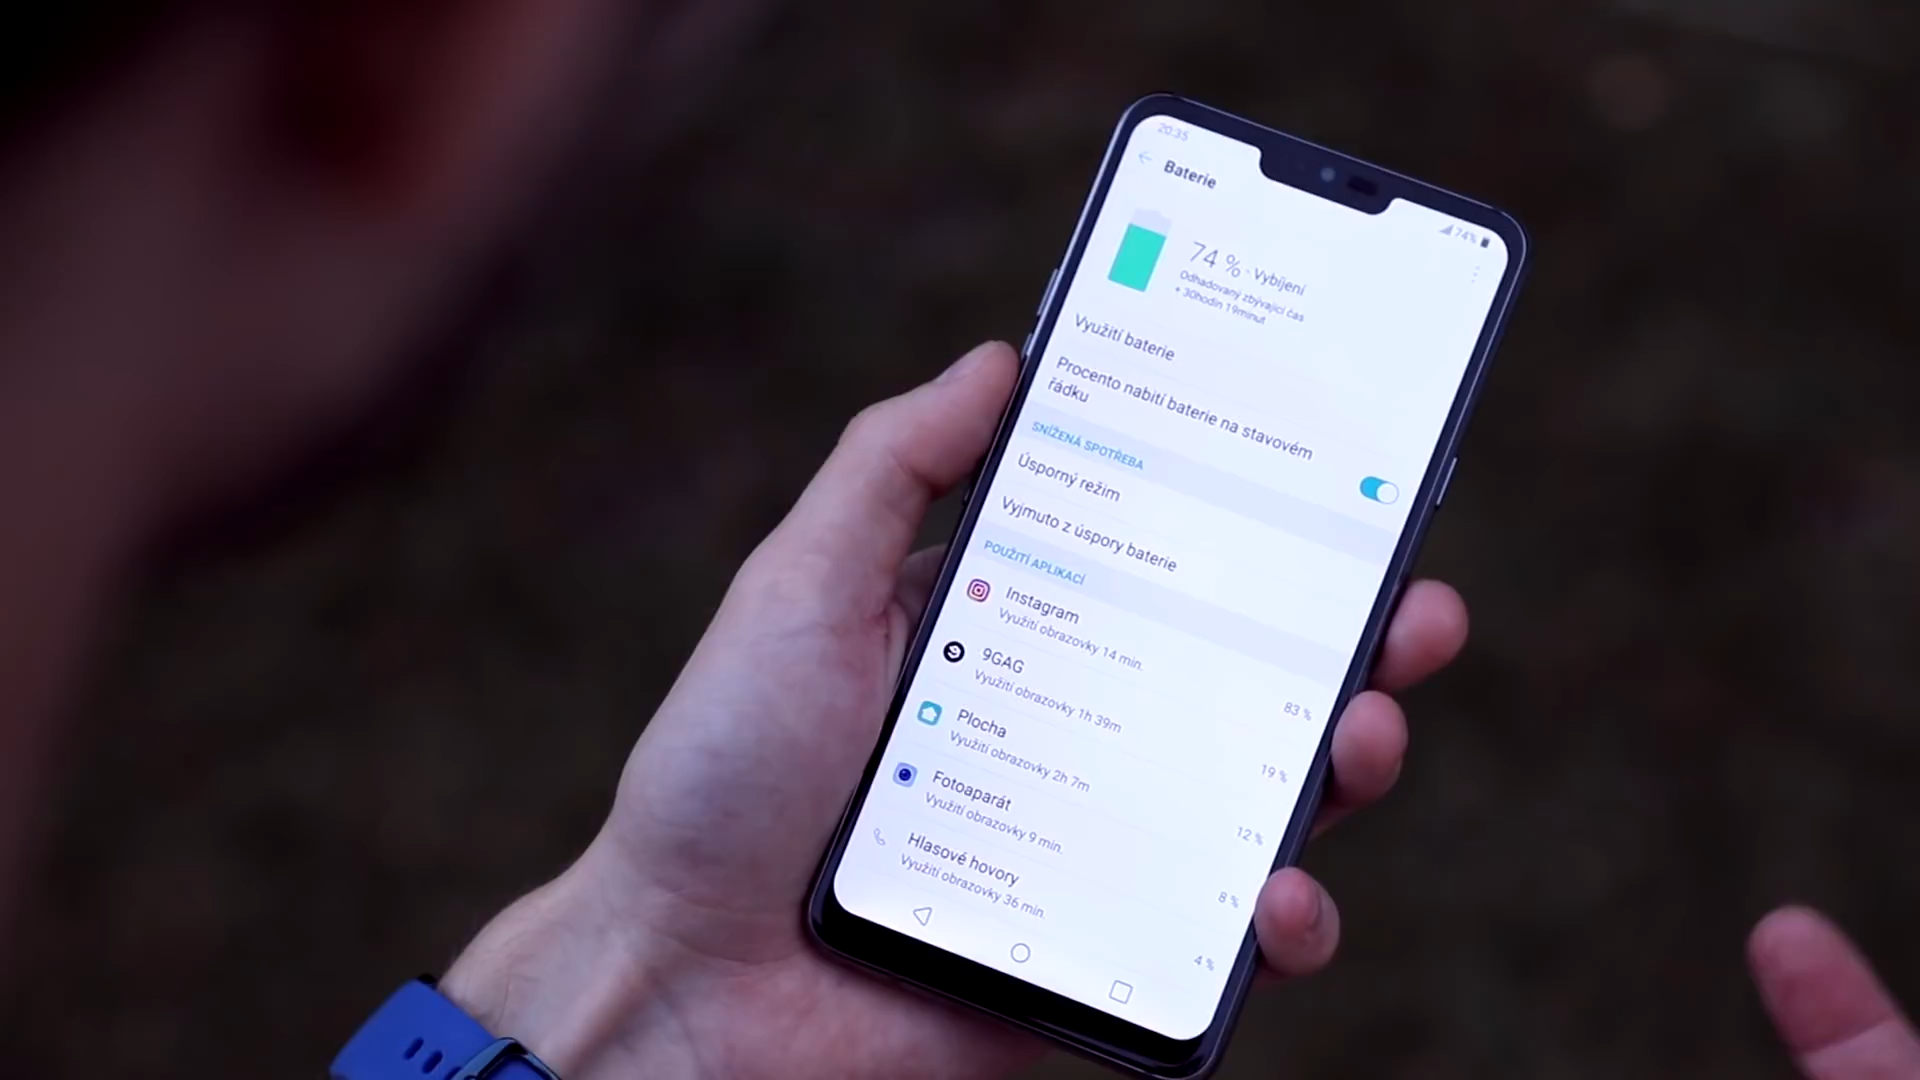 20:35
74%
Baterie
74 % · Vybíjení
Odhadovaný zbývající čas
+ 30hodin 19minut
Využití baterie
Procento nabití baterie na stavovém
řádku
SNÍŽENÁ SPOTŘEBA
Úsporný režim
Vyjmuto z úspory baterie
POUŽITÍ APLIKACÍ
Instagram
Využití obrazovky 14 min.
83 %
9GAG
Využití obrazovky 1h 39m
19 %
Plocha
Využití obrazovky 2h 7m
12 %
Fotoaparát
Využití obrazovky 9 min.
8 %
Hlasové hovory
Využití obrazovky 36 min.
4 %